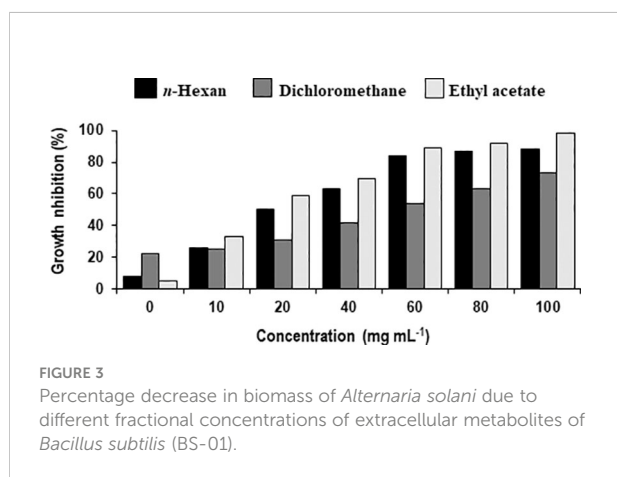 n-Hexan Dichloromethane Ethyl acetate
Growth nhibition (%)
100
80
60
40
20
0
0 10 20 40 60 80 100
Concentration (mg mL-1)
FIGURE 3
Percentage decrease in biomass of Alternaria solani due to
different fractional concentrations of extracellular metabolites of
Bacillus subtilis (BS-01).